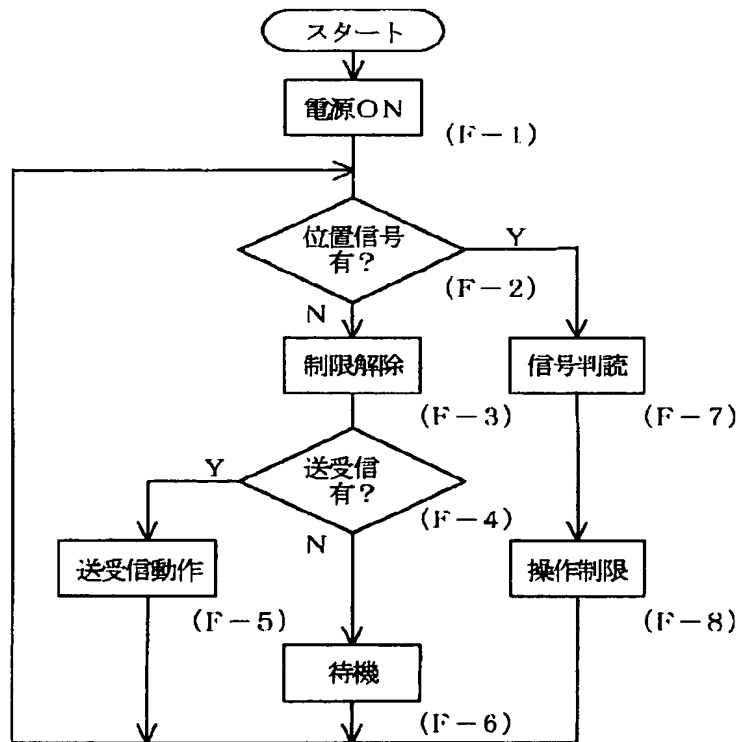 スタート
電源ON
(F-1)
位置信号
有?
Y
(F-2)
N
制限解除
信号判読
(F-3)
(F-7)
送受信
有?
Y
(F-4)
N
送受信動作
操作制限
(F-5)
(F-8)
待機
(F-6)